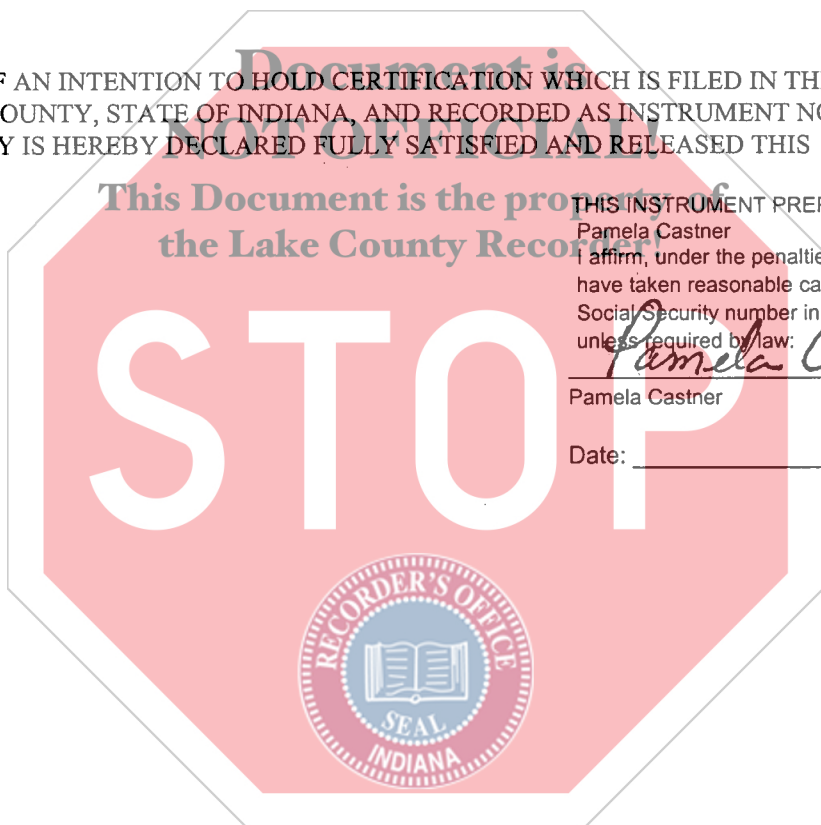 Document is
F AN INTENTION TO HOLD CERTIFICATION WHICH IS FILED IN TH
OUNTY, STATE OF INDIANA, AND RECORDED AS INSTRUMENT NO
NOT OFFICIAL!
Y IS HEREBY DECLARED FULLY SATISFIED AND RELEASED THIS
This Document is the property of
the Lake County Recorder!
THIS INSTRUMENT PREP
Pamela Castner
I affirm, under the penaltie
have taken reasonable ca
Social Security number in
unless required by law:
Pamela C
Pamela Castner
Date:
STOP
RECORDER'S OFFICE
SEAL
INDIANA